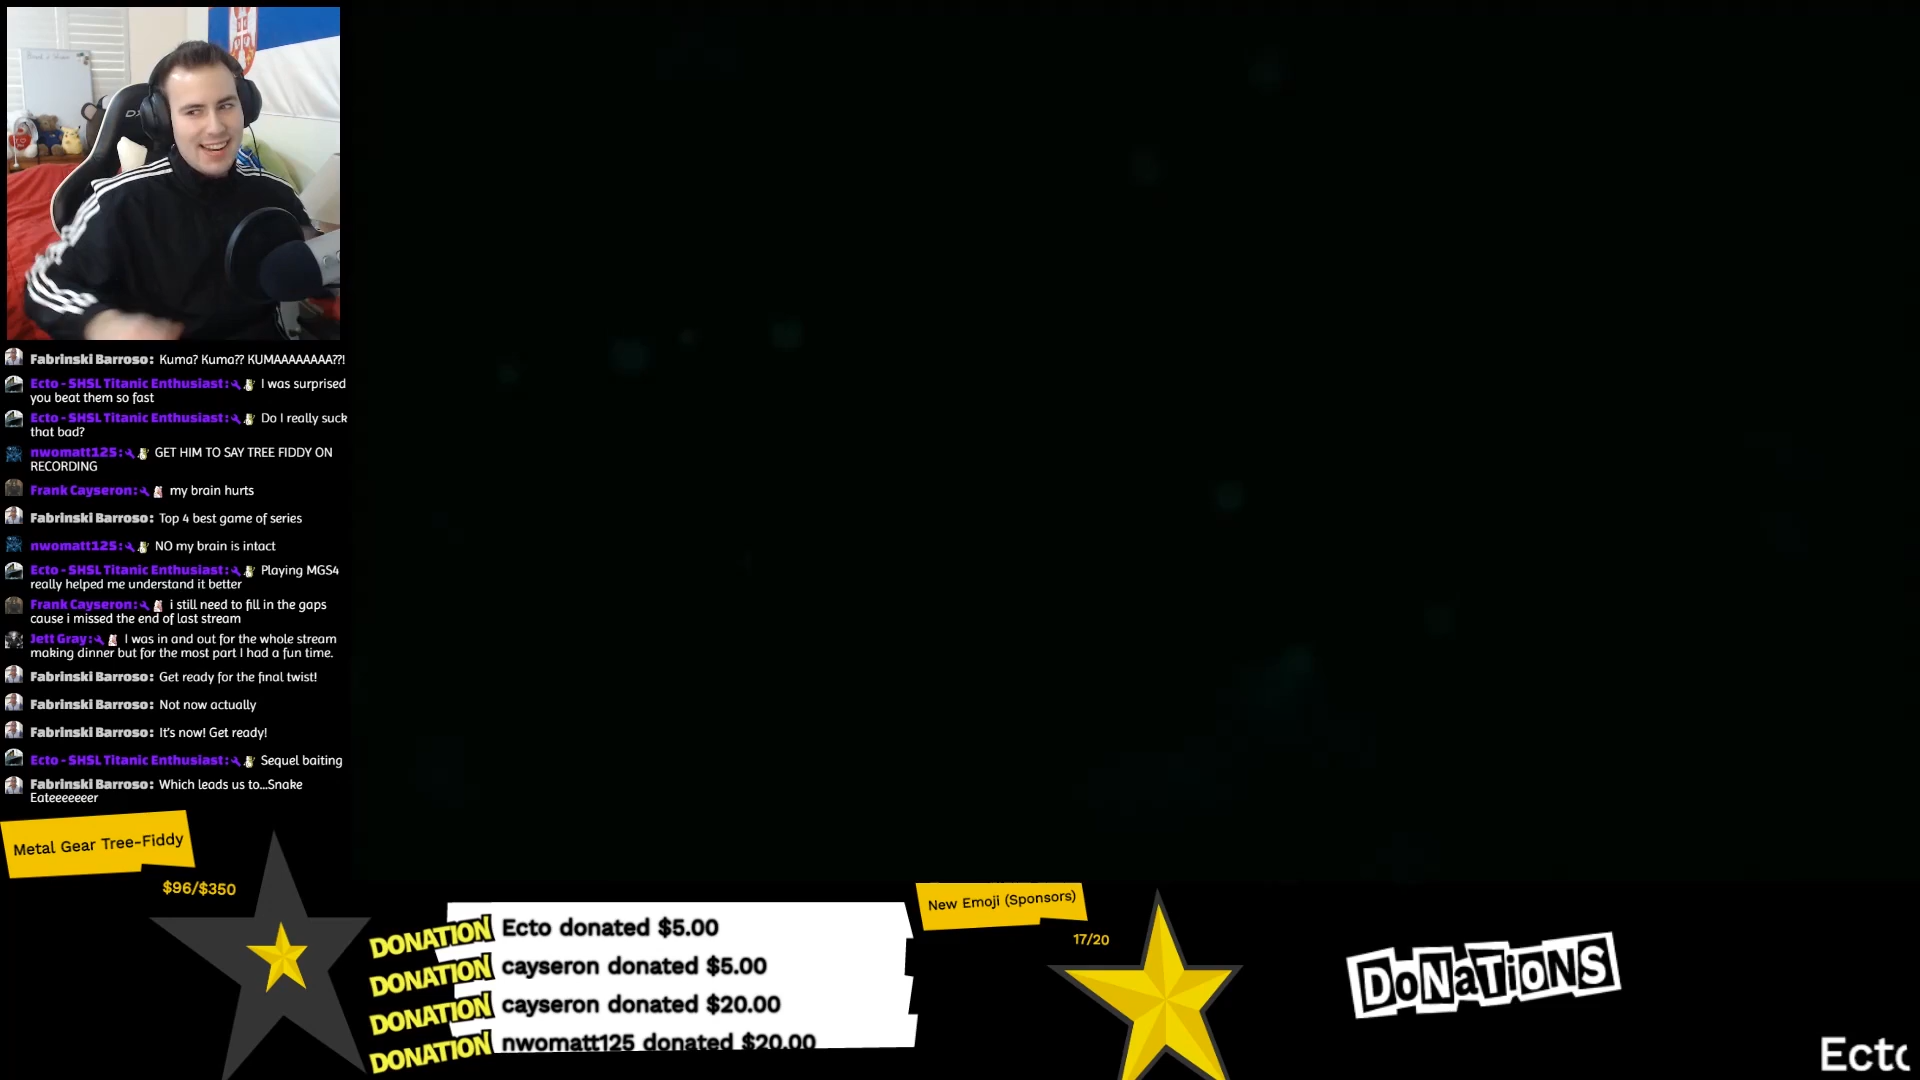 Fabrinski Barroso: Kuma? Kuma?? KUMAAAAAAAA??!
Ecto - SHSL Titanic Enthusiast: I was surprised
you beat them so fast
Ecto - SHSL Titanic Enthusiast: Do I really suck
that bad?
nwomatt125: GET HIM TO SAY TREE FIDDY ON
RECORDING
Frank Cayseron: my brain hurts
Fabrinski Barroso: Top 4 best game of series
nwomatt125: NO my brain is intact
Ecto - SHSL Titanic Enthusiast: Playing MGS4
really helped me understand it better
Frank Cayseron: i still need to fill in the gaps
cause i missed the end of last stream
Jett Gray: I was in and out for the whole stream
making dinner but for the most part I had a fun time.
Fabrinski Barroso: Get ready for the final twist!
Fabrinski Barroso: Not now actually
Fabrinski Barroso: It's now! Get ready!
Ecto - SHSL Titanic Enthusiast: Sequel baiting
Fabrinski Barroso: Which leads us to...Snake
Eateeeeeeer
Metal Gear Tree-Fiddy
$96/$350
DONATION Ecto donated $5.00
DONATION cayseron donated $5.00
DONATION cayseron donated $20.00
DONATION nwomatt125 donated $20.00
New Emoji (Sponsors)
17/20
DoNaTiONS
Ecto